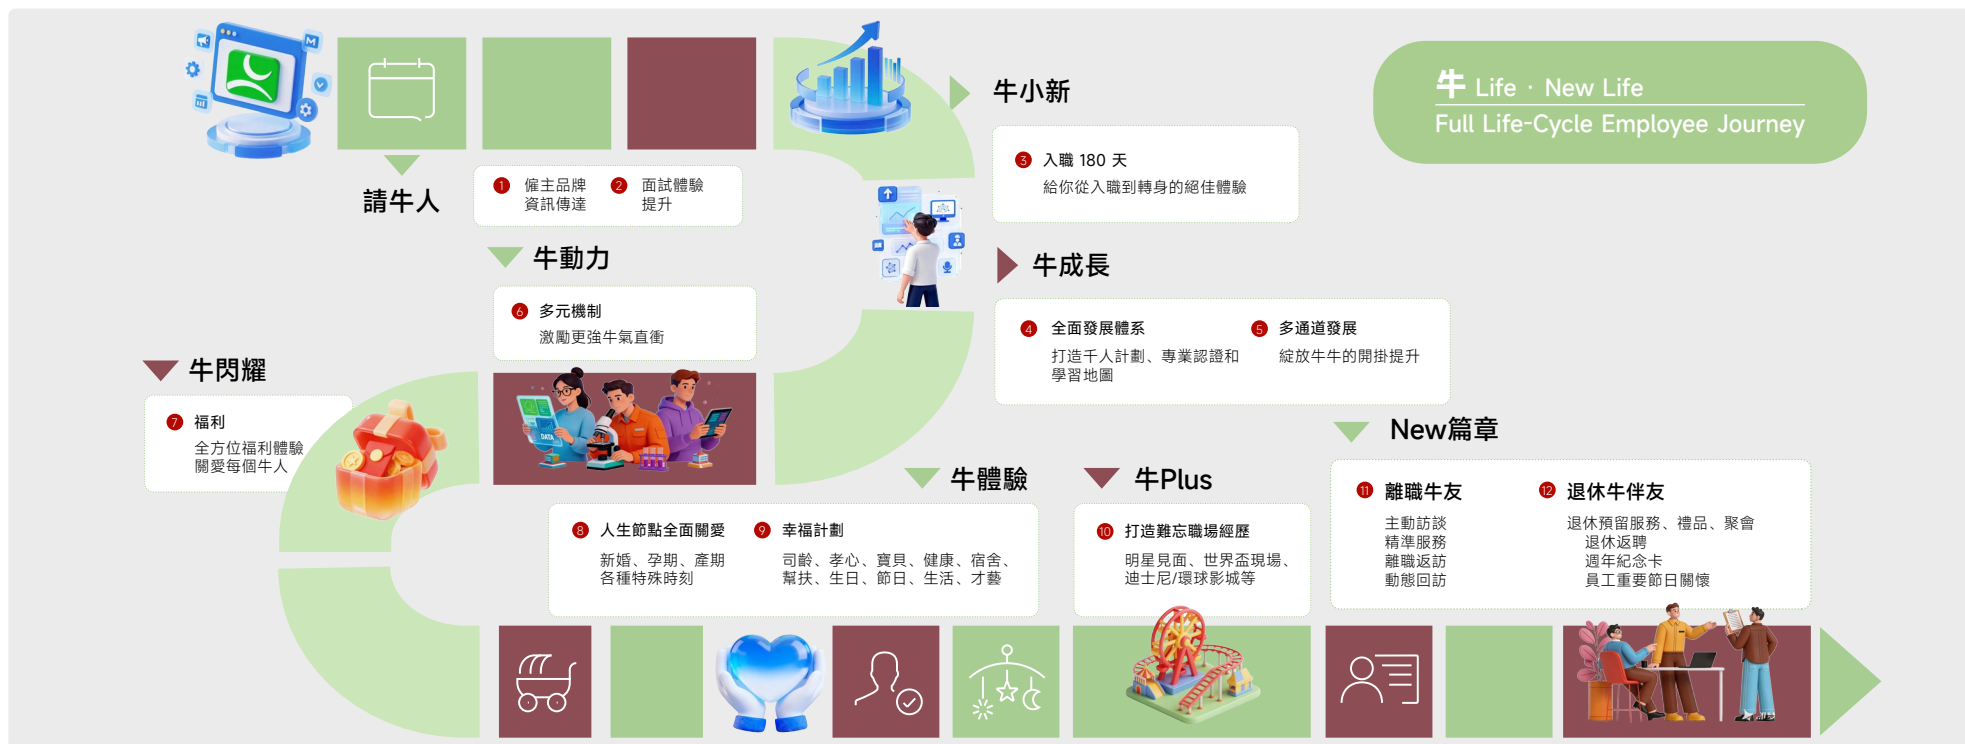 牛 Life · New Life
Full Life-Cycle Employee Journey
請牛人
1 僱主品牌
資訊傳達
2 面試體驗
提升
牛小新
3 入職 180 天
給你從入職到轉身的絕佳體驗
牛成長
4 全面發展體系
打造千人計劃、專業認證和
學習地圖
5 多通道發展
綻放牛牛的開掛提升
牛動力
6 多元機制
激勵更強牛氣直衝
牛閃耀
7 福利
全方位福利體驗
關愛每個牛人
牛體驗
8 人生節點全面關愛
新婚、孕期、產期
各種特殊時刻
9 幸福計劃
司齡、孝心、寶貝、健康、宿舍、
幫扶、生日、節日、生活、才藝
牛Plus
10 打造難忘職場經歷
明星見面、世界盃現場、
迪士尼/環球影城等
New篇章
11 離職牛友
主動訪談
精準服務
離職返訪
動態回訪
12 退休牛伴友
退休預留服務、禮品、聚會
退休返聘
週年紀念卡
員工重要節日關懷
M
DATA